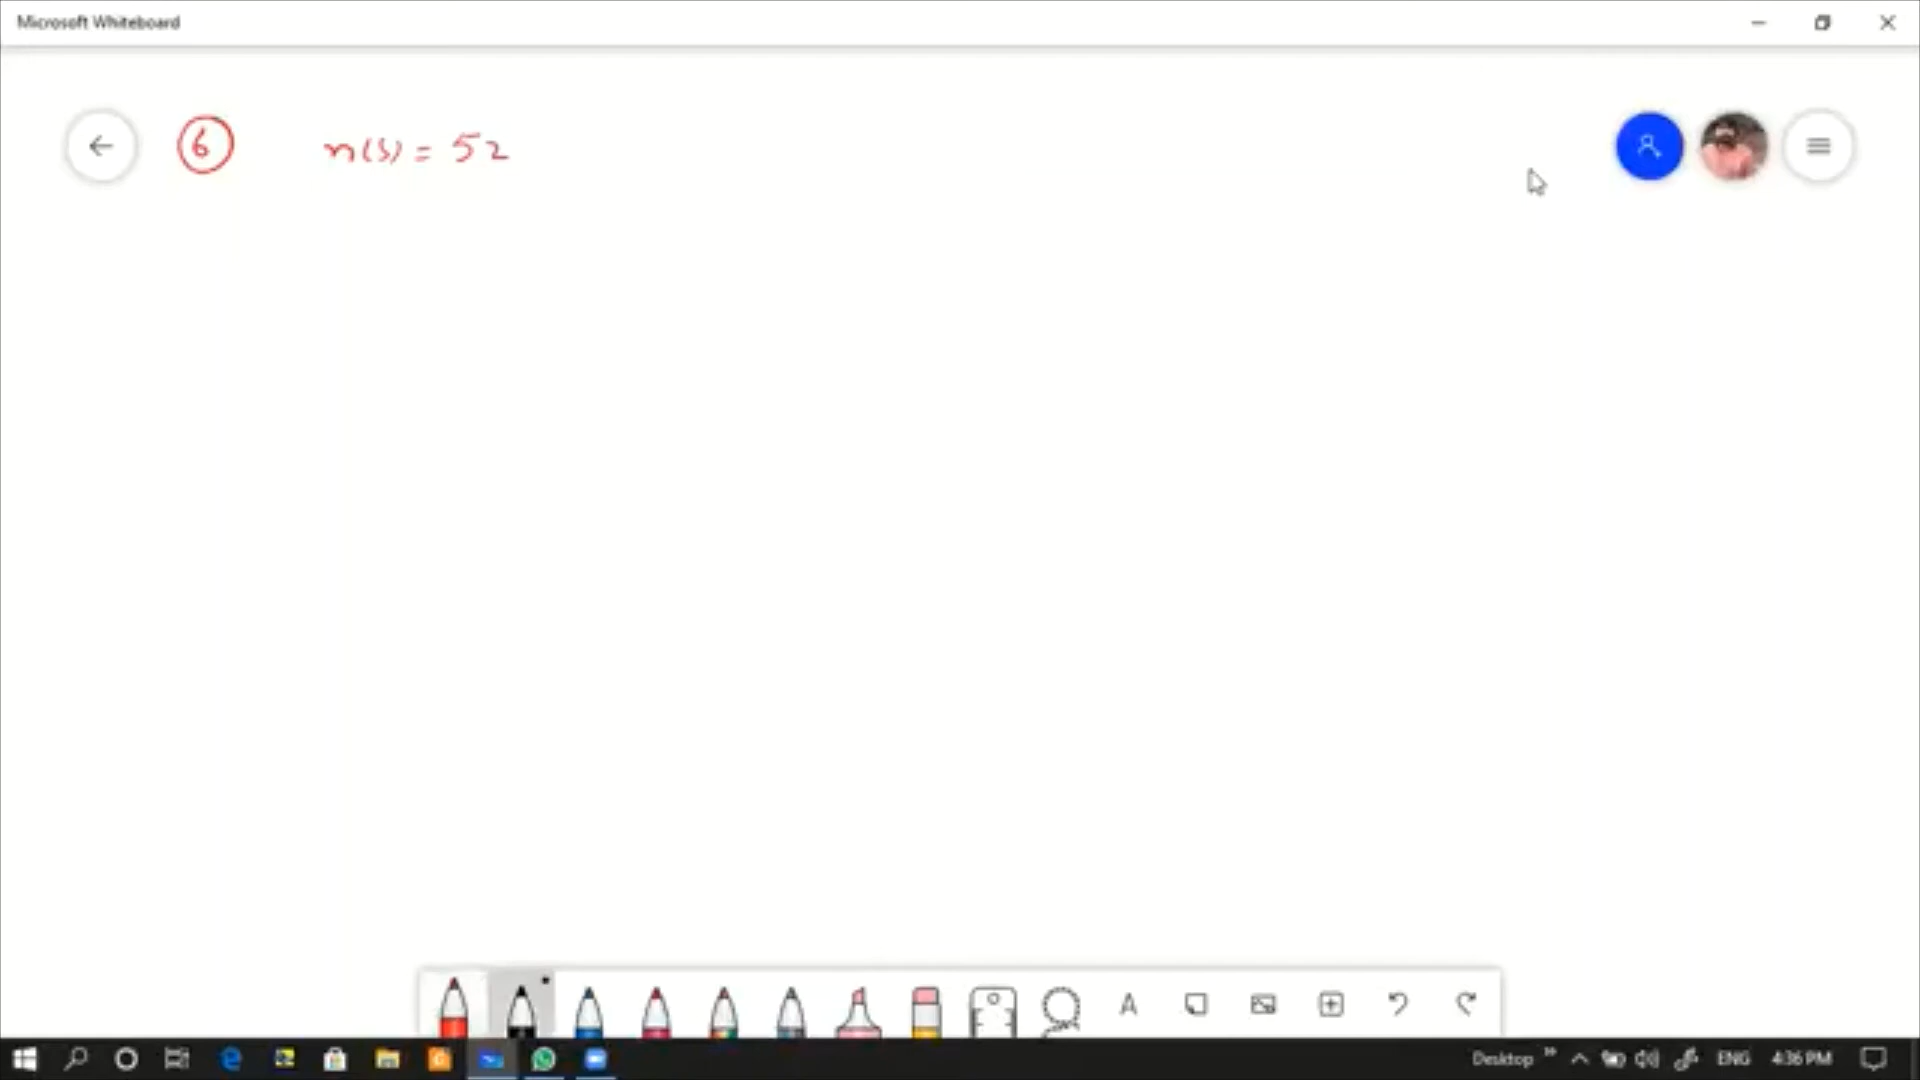 Microsoft Whiteboard
6 n(s) = 52
Desktop » ENG 4:36 PM